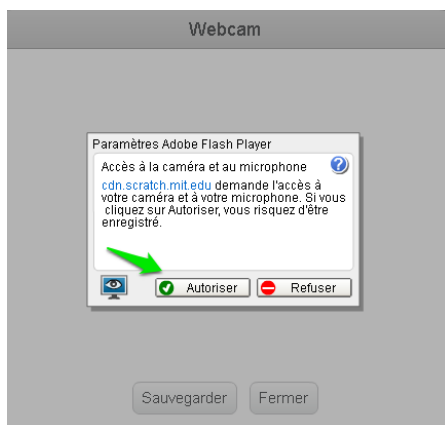 Webcam
Paramètres Adobe Flash Player
Accès à la caméra et au microphone
cdn.scratch.mit.edu demande l'accès à
votre caméra et à votre microphone. Si vous
cliquez sur Autoriser, vous risquez d'être
enregistré.
Autoriser Refuser
Sauvegarder Fermer